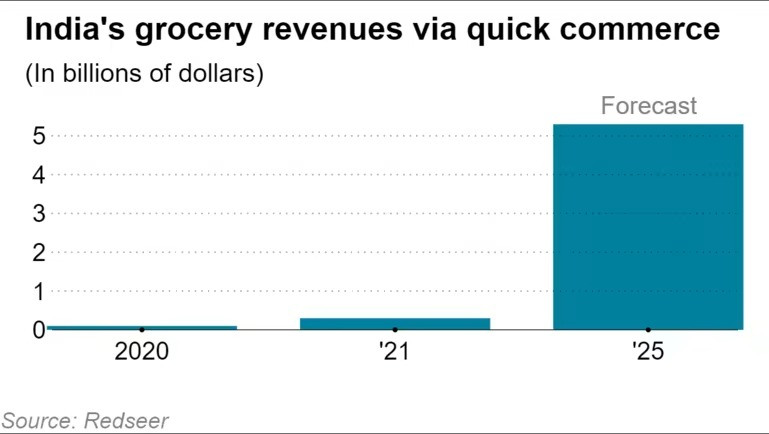 India's grocery revenues via quick commerce
(In billions of dollars)
Forecast
5
4
3
2
1
0
2020 '21 '25
Source: Redseer